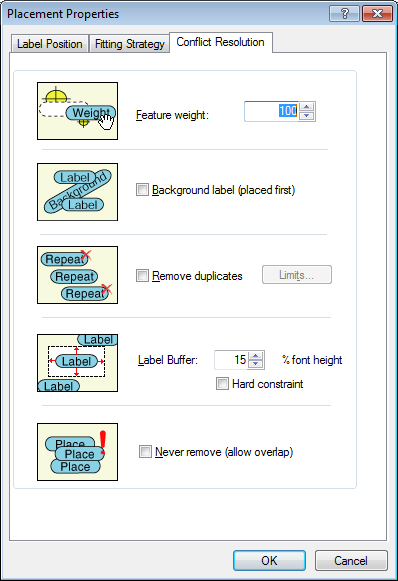 Placement Properties
Label Position Fitting Strategy Conflict Resolution
Weight
Feature weight: 100
Label
Background
Label
Background label (placed first)
Repeat
Repeat
Repeat
Remove duplicates Limits...
Label
Label
Label
Label Buffer: 15 % font height
Hard constraint
Place
Place
Place
Never remove (allow overlap)
OK Cancel